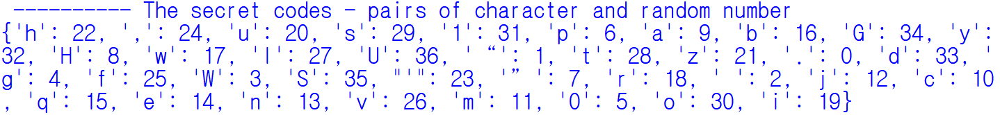 ---------- The secret codes - pairs of character and random number
{'h': 22, ',': 24, 'u': 20, 's': 29, '1': 31, 'p': 6, 'a': 9, 'b': 16, 'G': 34, 'y':
32, 'H': 8, 'w': 17, 'l': 27, 'U': 36, ' “': 1, 't': 28, 'z': 21, '.': 0, 'd': 33, '
g': 4, 'f': 25, 'W': 3, 'S': 35, "'": 23, '” ': 7, 'r': 18, ' ': 2, 'j': 12, 'c': 10
, 'q': 15, 'e': 14, 'n': 13, 'v': 26, 'm': 11, '0': 5, 'o': 30, 'i': 19}